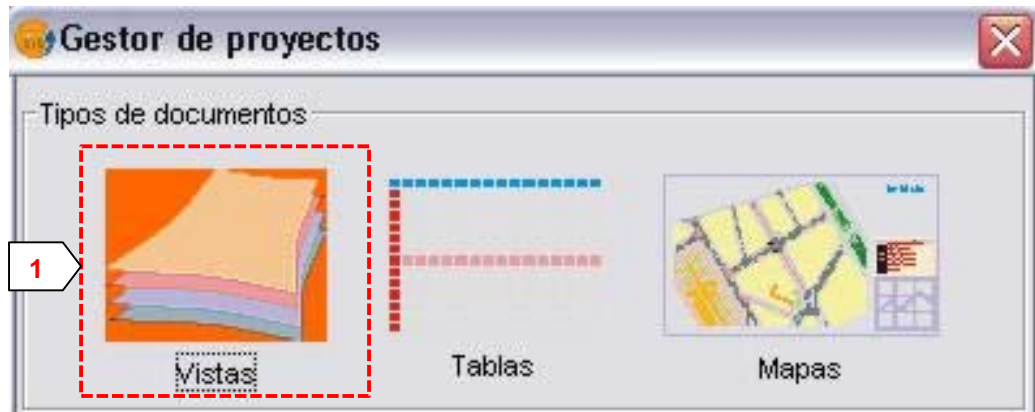 Gestor de proyectos
Tipos de documentos
1
Vistas
Tablas
Mapas